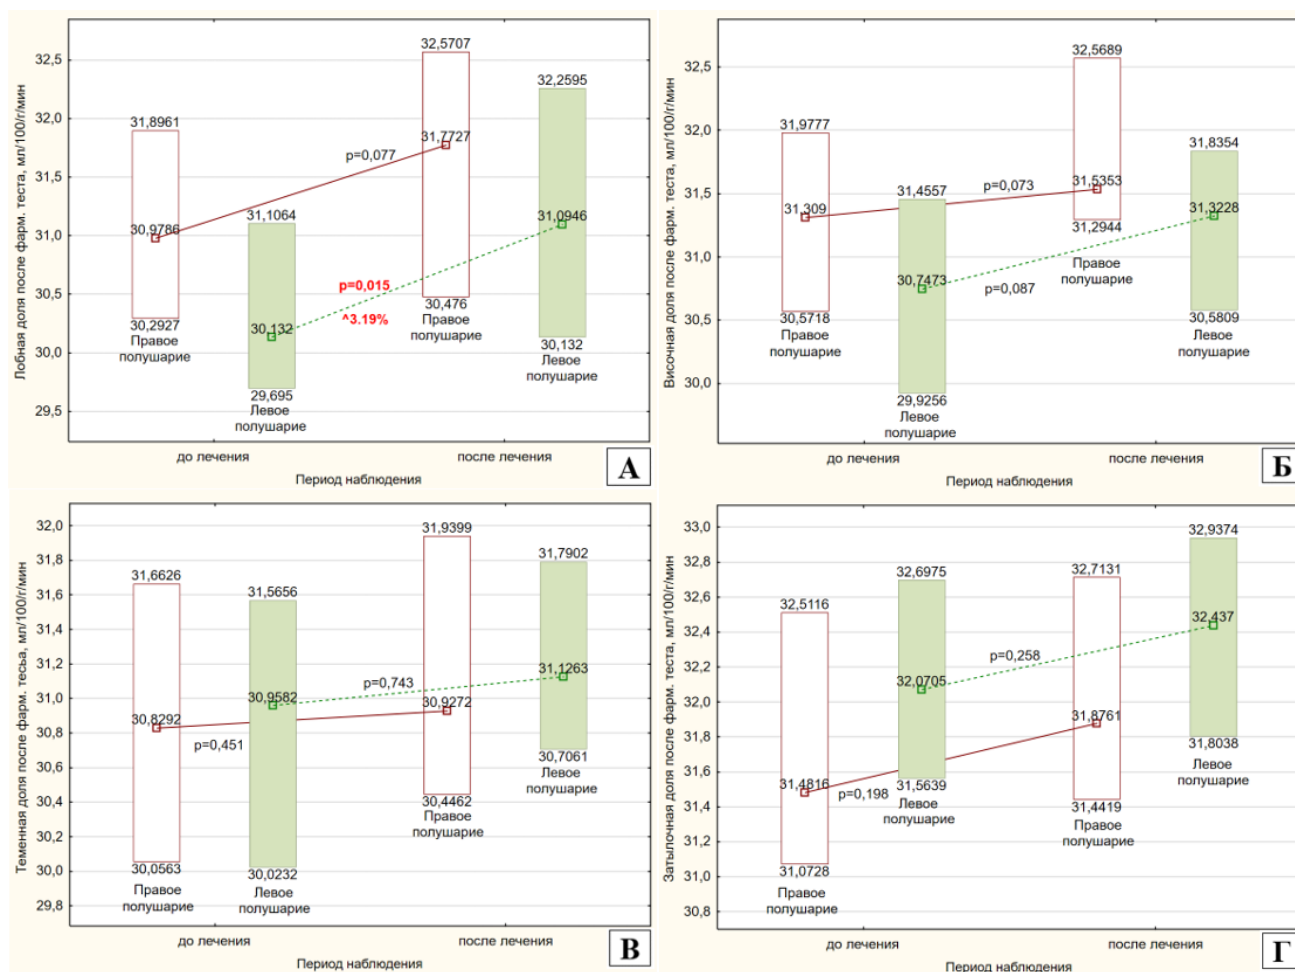 Лобная доля после фарм. теста, мл/100/г/мин
32,5
32,0
31,5
31,0
30,5
30,0
29,5
31,8961
30,9786
30,2927
Правое
полушарие
31,1064
30,132
29,695
Левое
полушарие
p=0,077
p=0,015
^3.19%
32,5707
31,7727
30,476
Правое
полушарие
32,2595
31,0946
30,132
Левое
полушарие
до лечения
после лечения
Период наблюдения
А
Височная доля после фарм. теста, мл/100/г/мин
32,5
32,0
31,5
31,0
30,5
30,0
31,9777
31,309
30,5718
Правое
полушарие
31,4557
30,7473
29,9256
Левое
полушарие
p=0,073
p=0,087
32,5689
31,5353
31,2944
Правое
полушарие
31,8354
31,3228
30,5809
Левое
полушарие
до лечения
после лечения
Период наблюдения
Б
Теменная доля после фарм. тесьа, мл/100/г/мин
32,0
31,8
31,6
31,4
31,2
31,0
30,8
30,6
30,4
30,2
30,0
29,8
31,6626
30,8292
30,0563
Правое
полушарие
31,5656
30,9582
30,0232
Левое
полушарие
p=0,743
p=0,451
31,9399
30,9272
30,4462
Правое
полушарие
31,7902
31,1263
30,7061
Левое
полушарие
до лечения
после лечения
Период наблюдения
В
Затылочная доля после фарм. теста, мл/100/г/мин
33,0
32,8
32,6
32,4
32,2
32,0
31,8
31,6
31,4
31,2
31,0
30,8
32,5116
31,4816
31,0728
Правое
полушарие
32,6975
32,0705
31,5639
Левое
полушарие
p=0,258
p=0,198
32,7131
31,8761
31,4419
Правое
полушарие
32,9374
32,437
31,8038
Левое
полушарие
до лечения
после лечения
Период наблюдения
Г